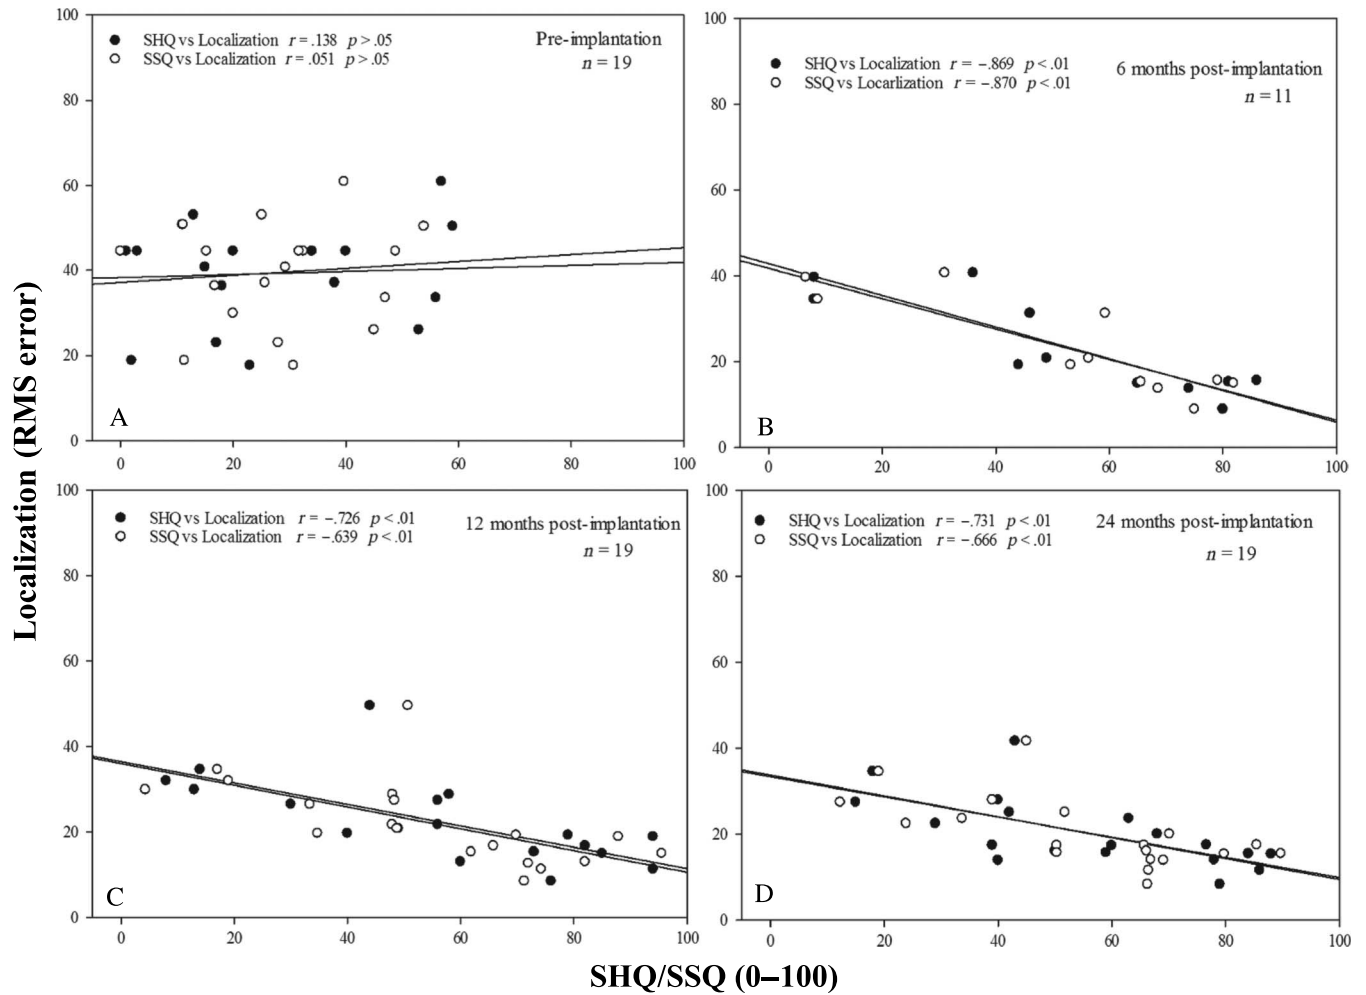 Localization (RMS error)
100
80
60
40
20
0
SHQ vs Localization r = .138 p > .05
SSQ vs Localization r = .051 p > .05
Pre-implantation
n = 19
A
0 20 40 60 80 100
100
80
60
40
20
0
SHQ vs Localization r = –.869 p < .01
SSQ vs Locarlization r = –.870 p < .01
6 months post-implantation
n = 11
B
0 20 40 60 80 100
100
80
60
40
20
0
SHQ vs Localization r = –.726 p < .01
SSQ vs Localization r = –.639 p < .01
12 months post-implantation
n = 19
C
0 20 40 60 80 100
100
80
60
40
20
0
SHQ vs Localization r = –.731 p < .01
SSQ vs Localization r = –.666 p < .01
24 months post-implantation
n = 19
D
0 20 40 60 80 100
SHQ/SSQ (0–100)